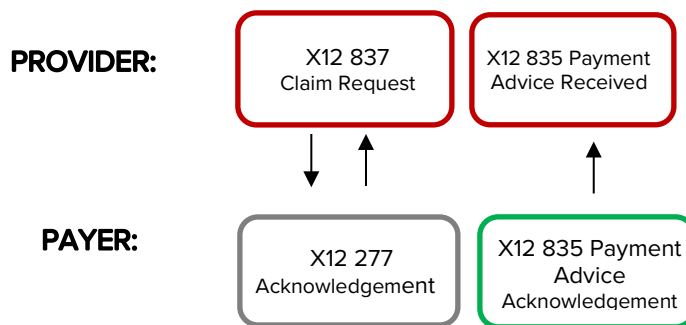 PROVIDER:
X12 837
Claim Request
X12 835 Payment
Advice Received
PAYER:
X12 277
Acknowledgement
X12 835 Payment
Advice
Acknowledgement